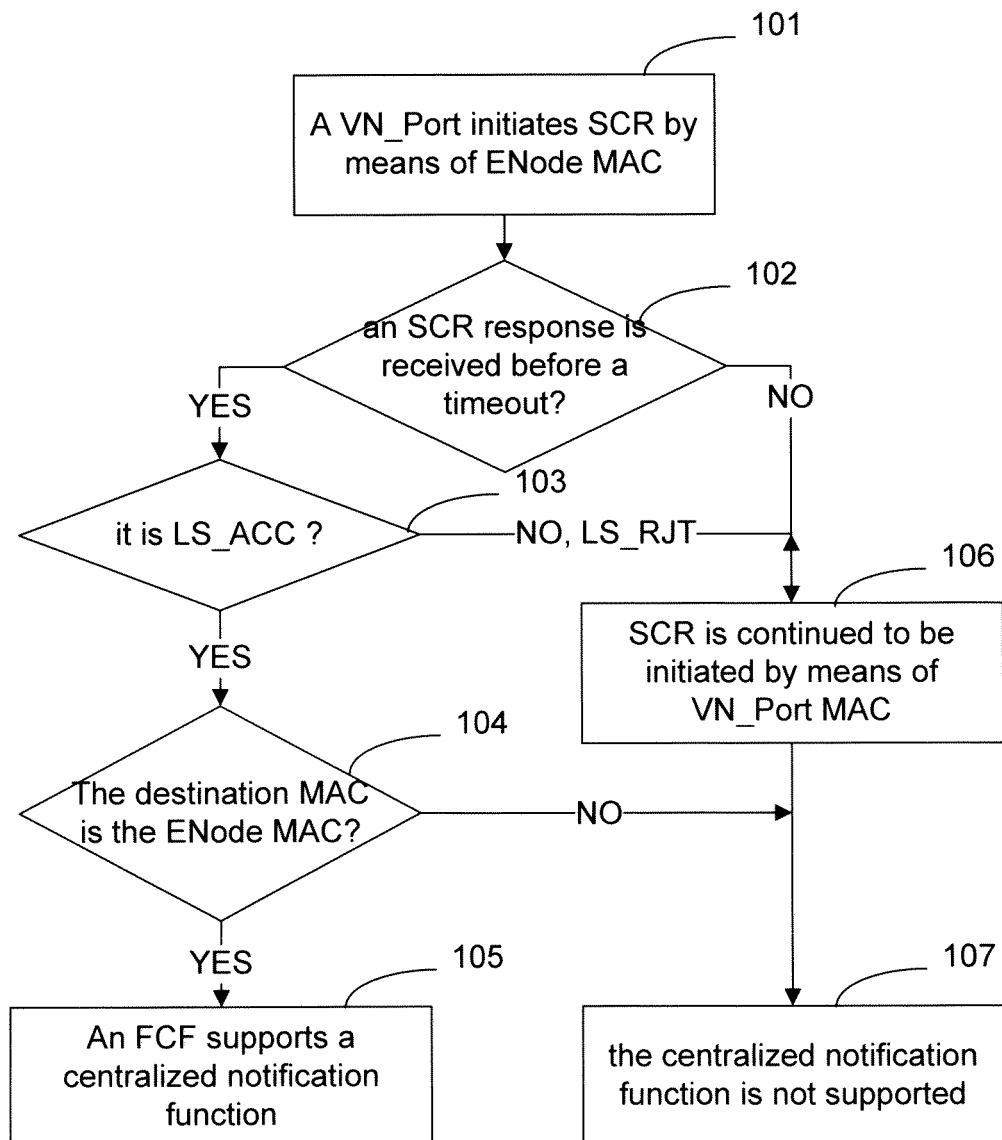 101
A VN_Port initiates SCR by
means of ENode MAC
102
an SCR response is
received before a
timeout?
YES
NO
103
it is LS_ACC ?
NO, LS_RJT
106
YES
SCR is continued to be
initiated by means of
VN_Port MAC
104
The destination MAC
is the ENode MAC?
NO
YES
105
107
An FCF supports a
centralized notification
function
the centralized notification
function is not supported